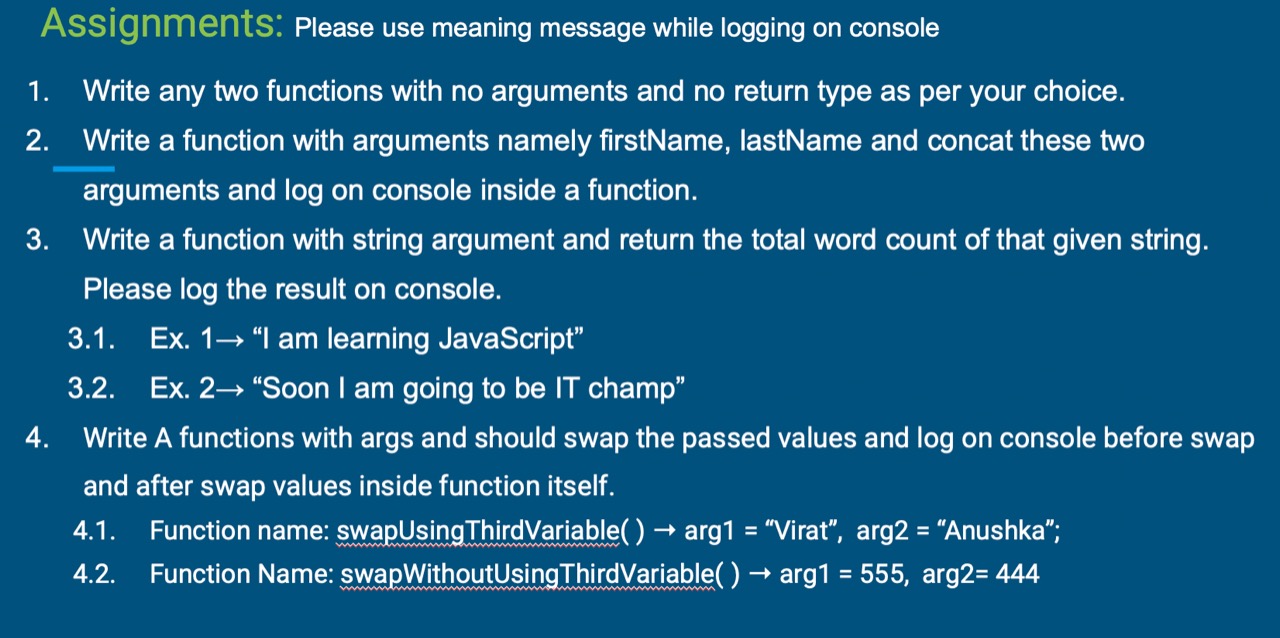 Assignments: Please use meaning message while logging on console
1. Write any two functions with no arguments and no return type as per your choice.
2. Write a function with arguments namely firstName, lastName and concat these two
arguments and log on console inside a function.
3. Write a function with string argument and return the total word count of that given string.
Please log the result on console.
3.1. Ex. 1→ “I am learning JavaScript”
3.2. Ex. 2→ “Soon I am going to be IT champ”
4. Write A functions with args and should swap the passed values and log on console before swap
and after swap values inside function itself.
4.1. Function name: swapUsingThirdVariable( ) → arg1 = “Virat”, arg2 = “Anushka”;
4.2. Function Name: swapWithoutUsingThirdVariable( ) → arg1 = 555, arg2= 444